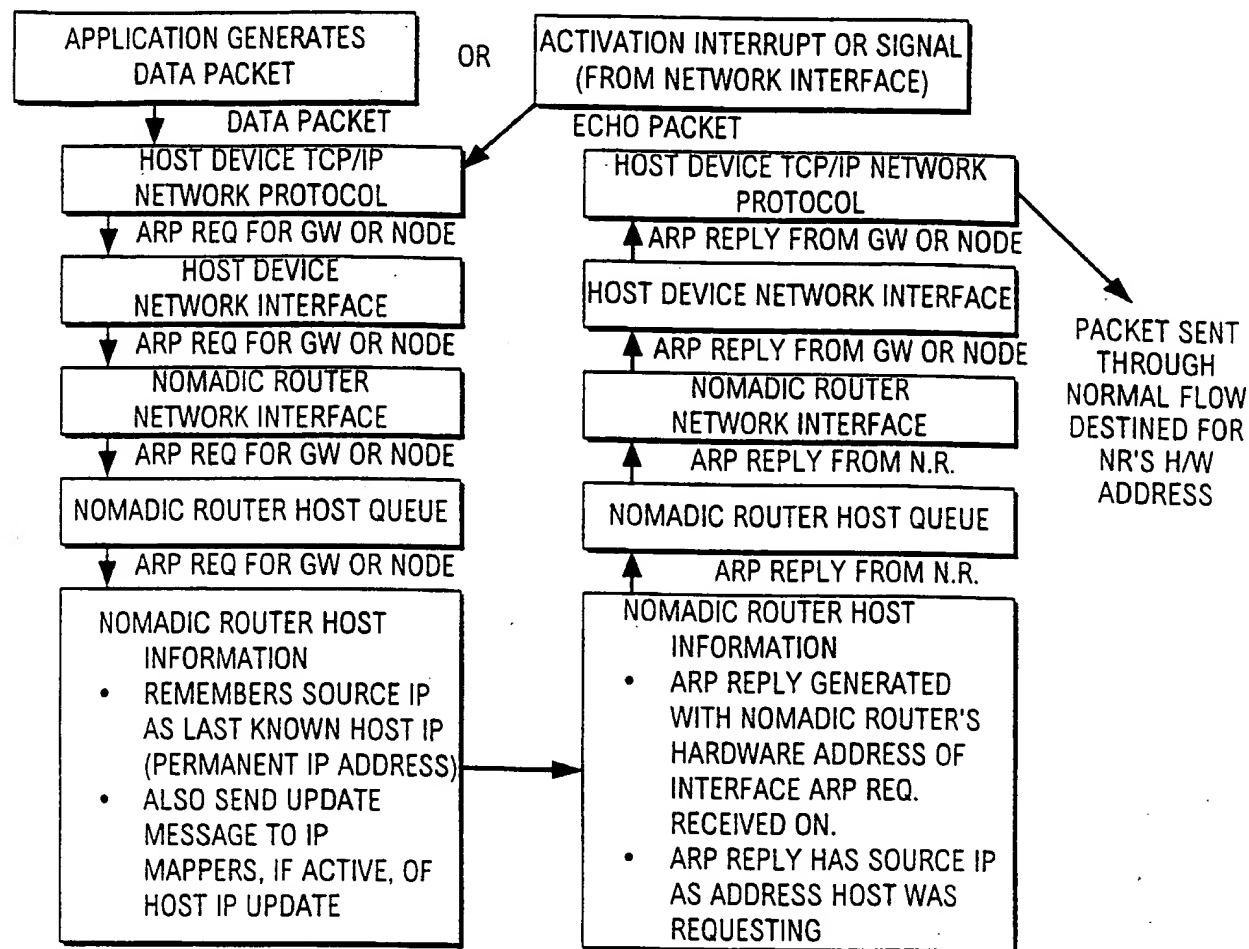 APPLICATION GENERATES
DATA PACKET
OR
ACTIVATION INTERRUPT OR SIGNAL
(FROM NETWORK INTERFACE)
DATA PACKET
ECHO PACKET
HOST DEVICE TCP/IP
NETWORK PROTOCOL
ARP REQ FOR GW OR NODE
HOST DEVICE
NETWORK INTERFACE
ARP REQ FOR GW OR NODE
NOMADIC ROUTER
NETWORK INTERFACE
ARP REQ FOR GW OR NODE
NOMADIC ROUTER HOST QUEUE
ARP REQ FOR GW OR NODE
NOMADIC ROUTER HOST
INFORMATION
• REMEMBERS SOURCE IP
AS LAST KNOWN HOST IP
(PERMANENT IP ADDRESS)
• ALSO SEND UPDATE
MESSAGE TO IP
MAPPERS, IF ACTIVE, OF
HOST IP UPDATE
HOST DEVICE TCP/IP NETWORK
PROTOCOL
ARP REPLY FROM GW OR NODE
HOST DEVICE NETWORK INTERFACE
ARP REPLY FROM GW OR NODE
NOMADIC ROUTER
NETWORK INTERFACE
ARP REPLY FROM N.R.
NOMADIC ROUTER HOST QUEUE
ARP REPLY FROM N.R.
NOMADIC ROUTER HOST
INFORMATION
• ARP REPLY GENERATED
WITH NOMADIC ROUTER'S
HARDWARE ADDRESS OF
INTERFACE ARP REQ.
RECEIVED ON.
• ARP REPLY HAS SOURCE IP
AS ADDRESS HOST WAS
REQUESTING
PACKET SENT
THROUGH
NORMAL FLOW
DESTINED FOR
NR'S H/W
ADDRESS